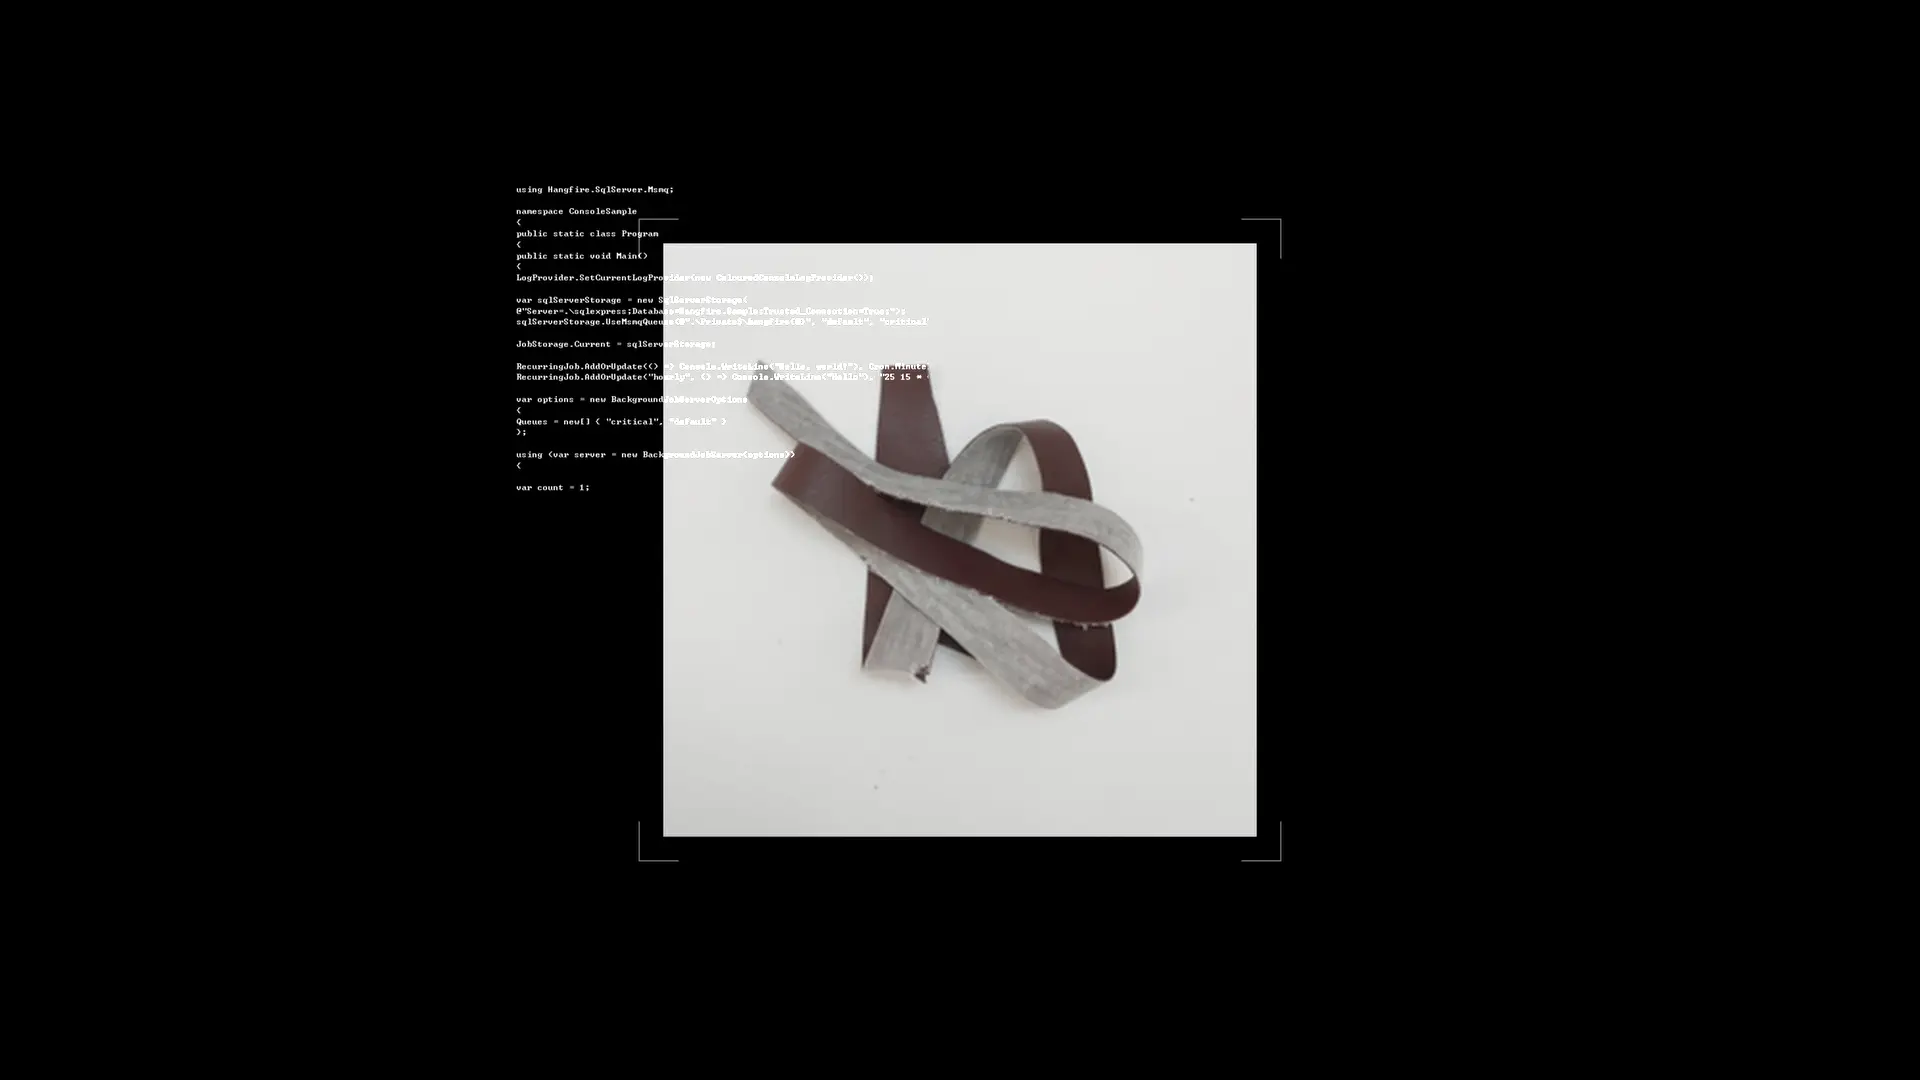 using Hangfire.SqlServer.Msmq;
namespace ConsoleSample
{
public static class Program
{
public static void Main()
{
LogProvider.SetCurrentLogProvider(new ColouredConsoleLogProvider());
var sqlServerStorage = new SqlServerStorage(
@"Server=.\sqlexpress;Database=Hangfire.Sample;Trusted_Connection=True;");
sqlServerStorage.UseMsmqQueues(@".\Private$\hangfire{0}", "default", "critical"
JobStorage.Current = sqlServerStorage;
RecurringJob.AddOrUpdate(() => Console.WriteLine("Hello, world!"), Cron.Minute
RecurringJob.AddOrUpdate("hourly", () => Console.WriteLine("Hello"), "25 15 *
var options = new BackgroundJobServerOptions
{
Queues = new[] { "critical", "default" }
};
using (var server = new BackgroundJobServer(options))
{
var count = 1;